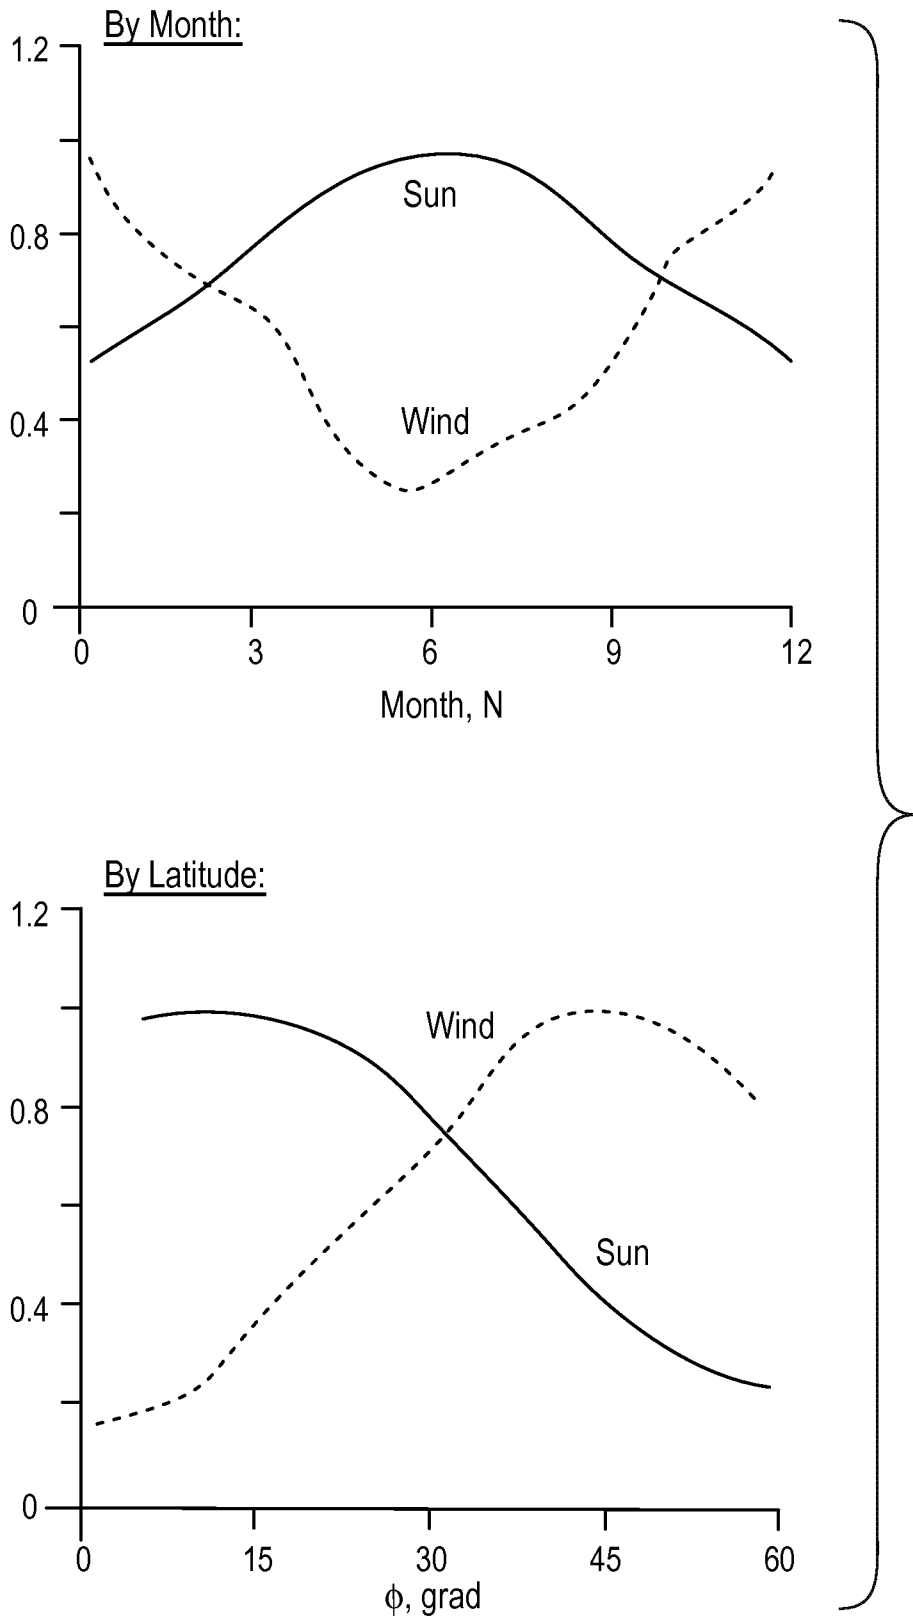 By Month:
1.2
0.8
0.4
0
Sun
Wind
0 3 6 9 12
Month, N
By Latitude:
1.2
0.8
0.4
0
Wind
Sun
0 15 30 45 60
ϕ, grad